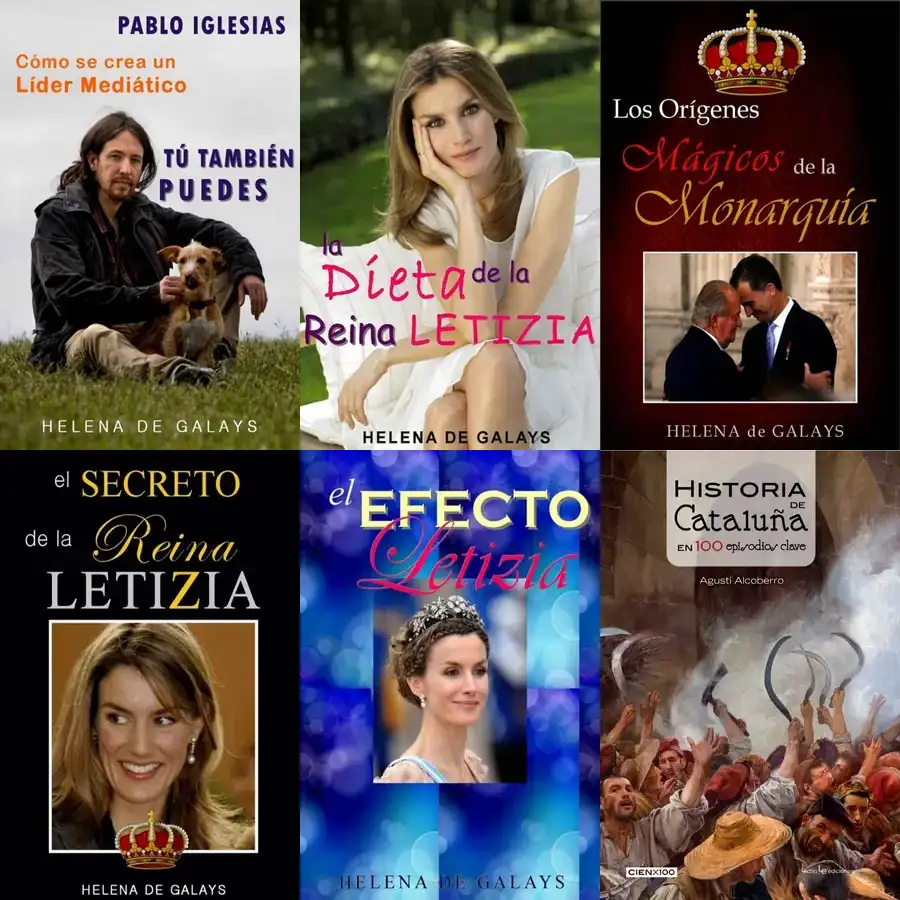 PABLO IGLESIAS
Cómo se crea un
Líder Mediático
TÚ TAMBIÉN
PUEDES
HELENA DE GALAYS
la
Dieta de la
Reina LETIZIA
HELENA DE GALAYS
Los Orígenes
Mágicos de la
Monarquía
HELENA de GALAYS
el SECRETO
de la Reina
LETIZIA
HELENA DE GALAYS
el EFECTO
Letizia
HELENA DE GALAYS
HISTORIA
DE
Cataluña
EN 100 episodios clave
Agustí Alcoberro
CIENX100